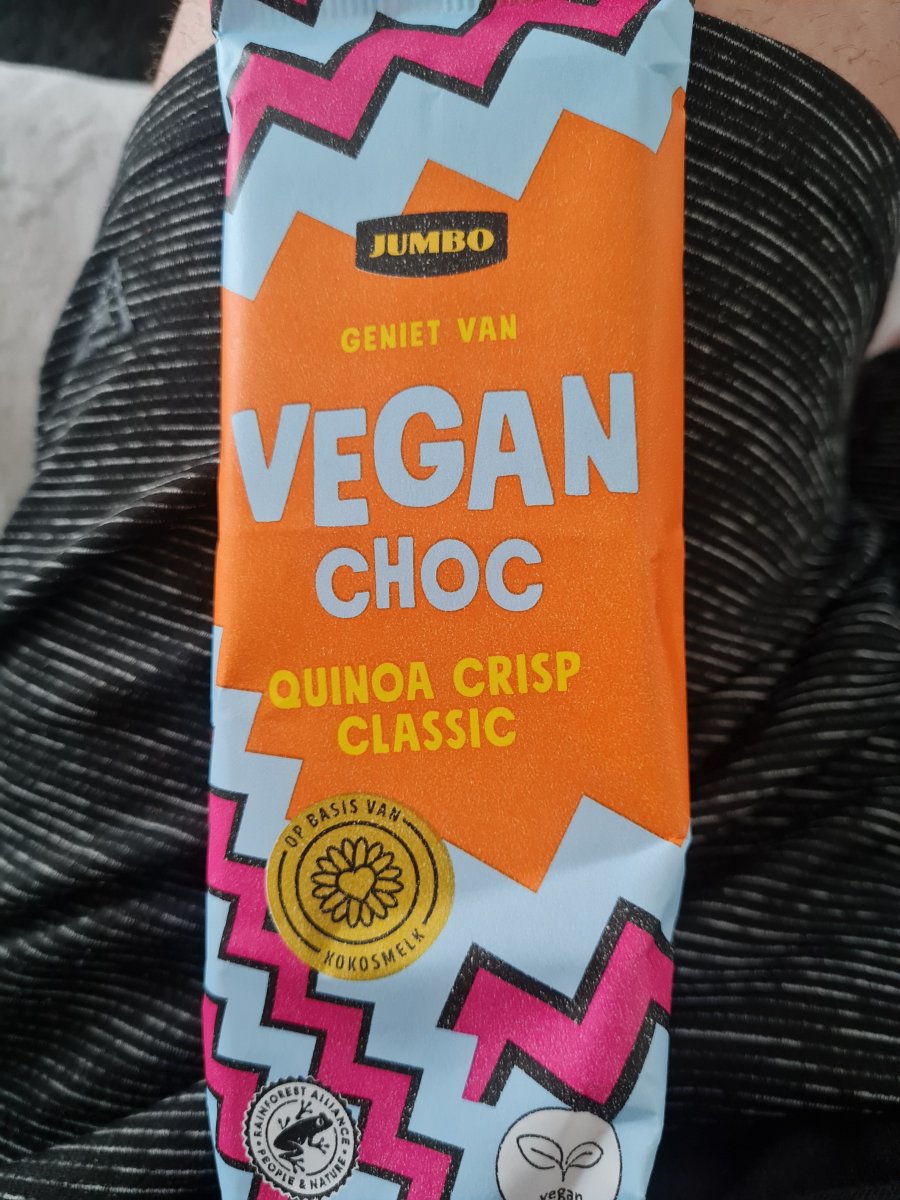 JUMBO
GENIET VAN
VEGAN
CHOC
QUINOA CRISP
CLASSIC
OP BASIS VAN
KOKOSMELK
RAINFOREST ALLIANCE
PEOPLE & NATURE
vegan